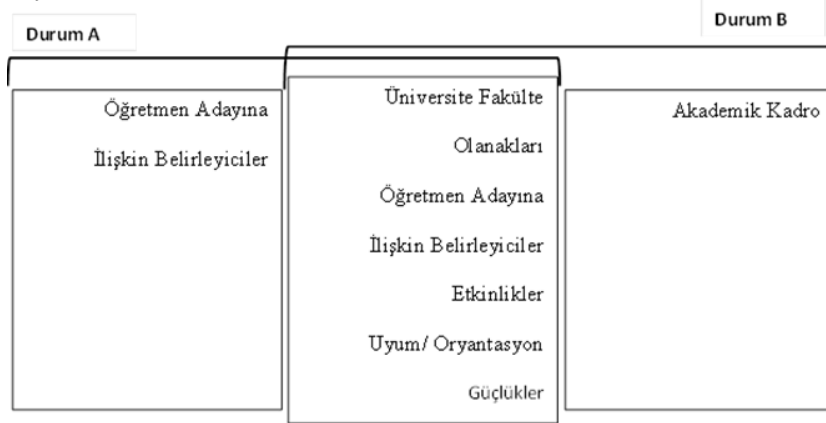 Durum A
Durum B
Öğretmen Adayına
İlişkin Belirleyiciler
Üniversite Fakülte
Olanakları
Öğretmen Adayına
İlişkin Belirleyiciler
Etkinlikler
Uyum/ Oryantasyon
Güçlükler
Akademik Kadro